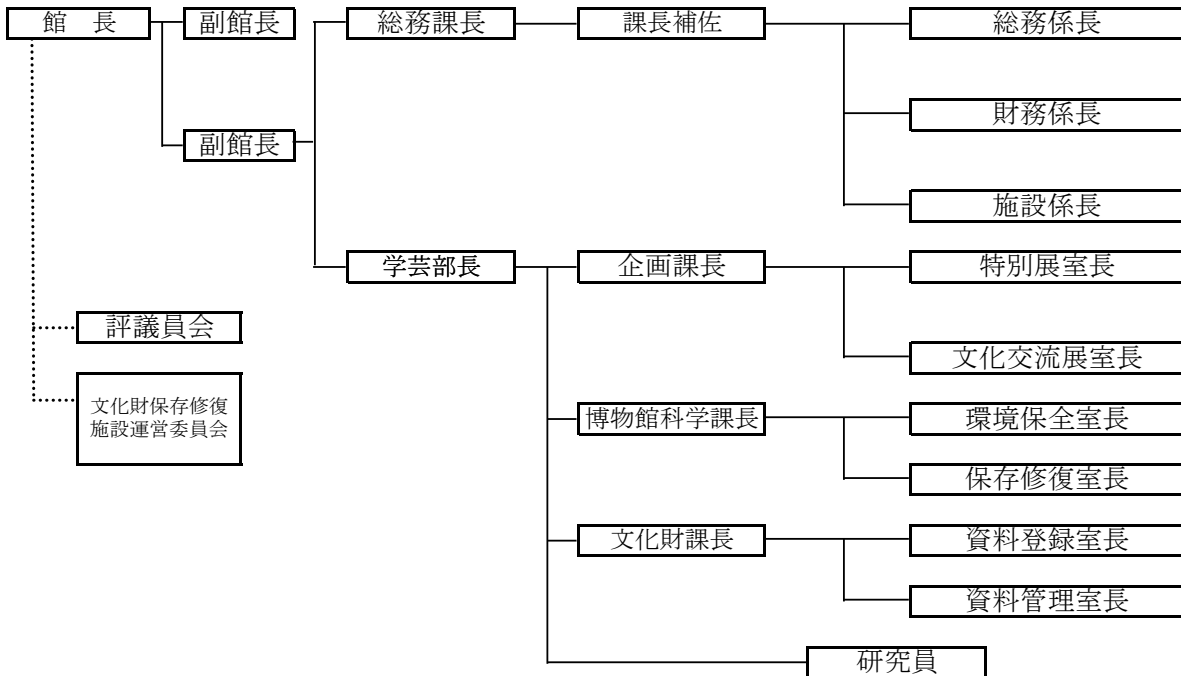 館　長
副館長
総務課長
課長補佐
総務係長
財務係長
副館長
施設係長
学芸部長
企画課長
特別展室長
評議員会
文化交流展室長
文化財保存修復
施設運営委員会
博物館科学課長
環境保全室長
保存修復室長
文化財課長
資料登録室長
資料管理室長
研究員